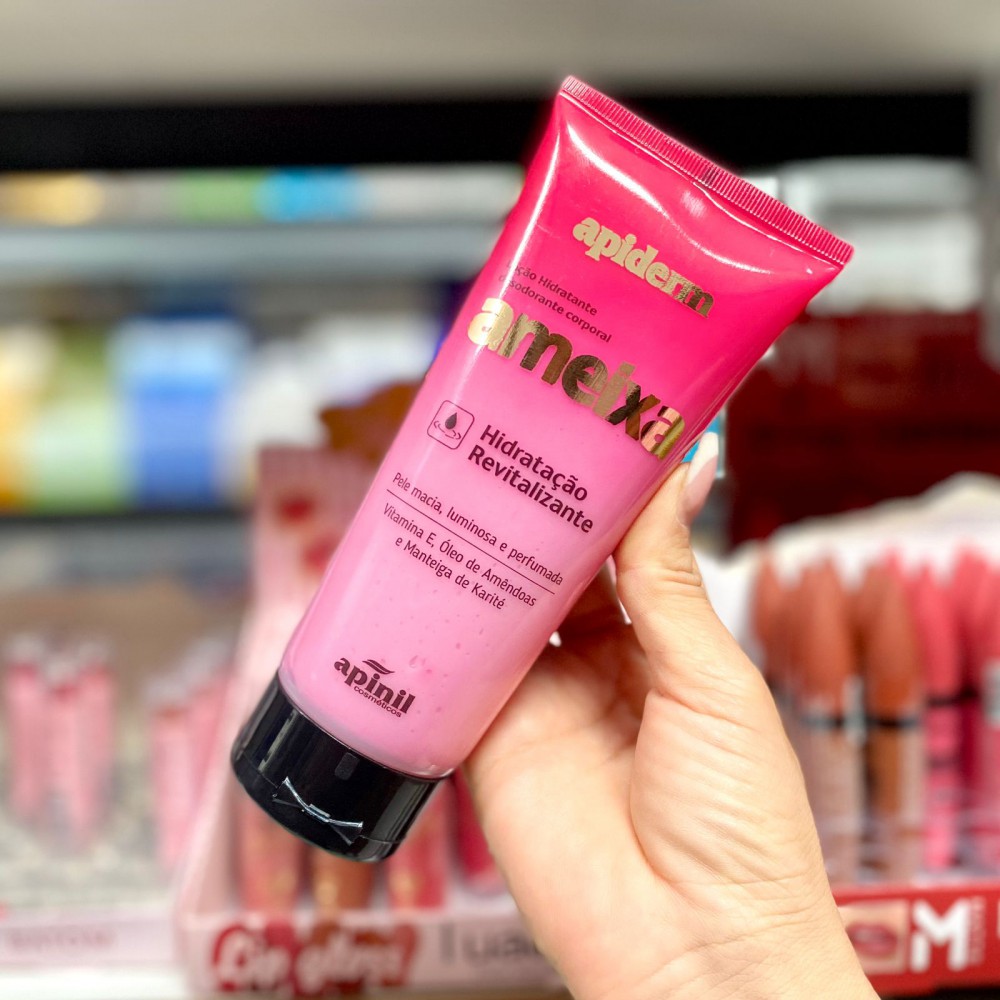 apiderm
Hidratante
desodorante corporal
ameixa
Hidratação
Revitalizante
Pele macia, luminosa e perfumada
Vitamina E, Óleo de Amêndoas
e Manteiga de Karité
apinil
cosméticos
M